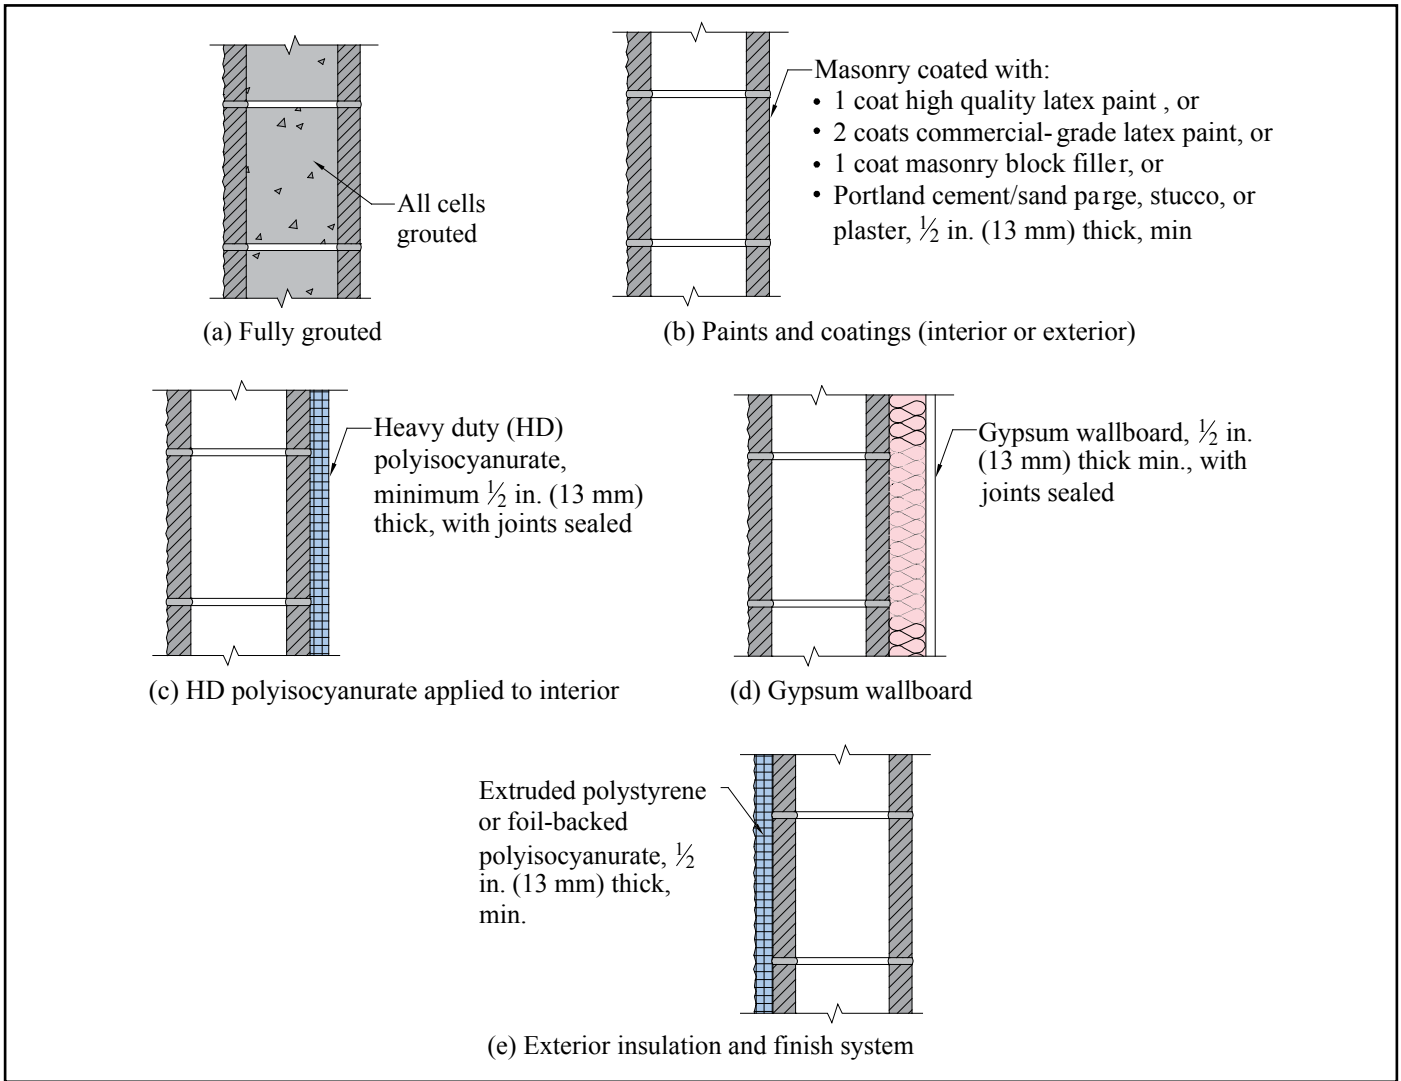 All cells
grouted
(a) Fully grouted
Masonry coated with:
• 1 coat high quality latex paint , or
• 2 coats commercial-grade latex paint, or
• 1 coat masonry block filler, or
• Portland cement/sand parge, stucco, or
plaster, ½ in. (13 mm) thick, min
(b) Paints and coatings (interior or exterior)
Heavy duty (HD)
polyisocyanurate,
minimum ½ in. (13 mm)
thick, with joints sealed
(c) HD polyisocyanurate applied to interior
Gypsum wallboard, ½ in.
(13 mm) thick min., with
joints sealed
(d) Gypsum wallboard
Extruded polystyrene
or foil-backed
polyisocyanurate, ½
in. (13 mm) thick,
min.
(e) Exterior insulation and finish system